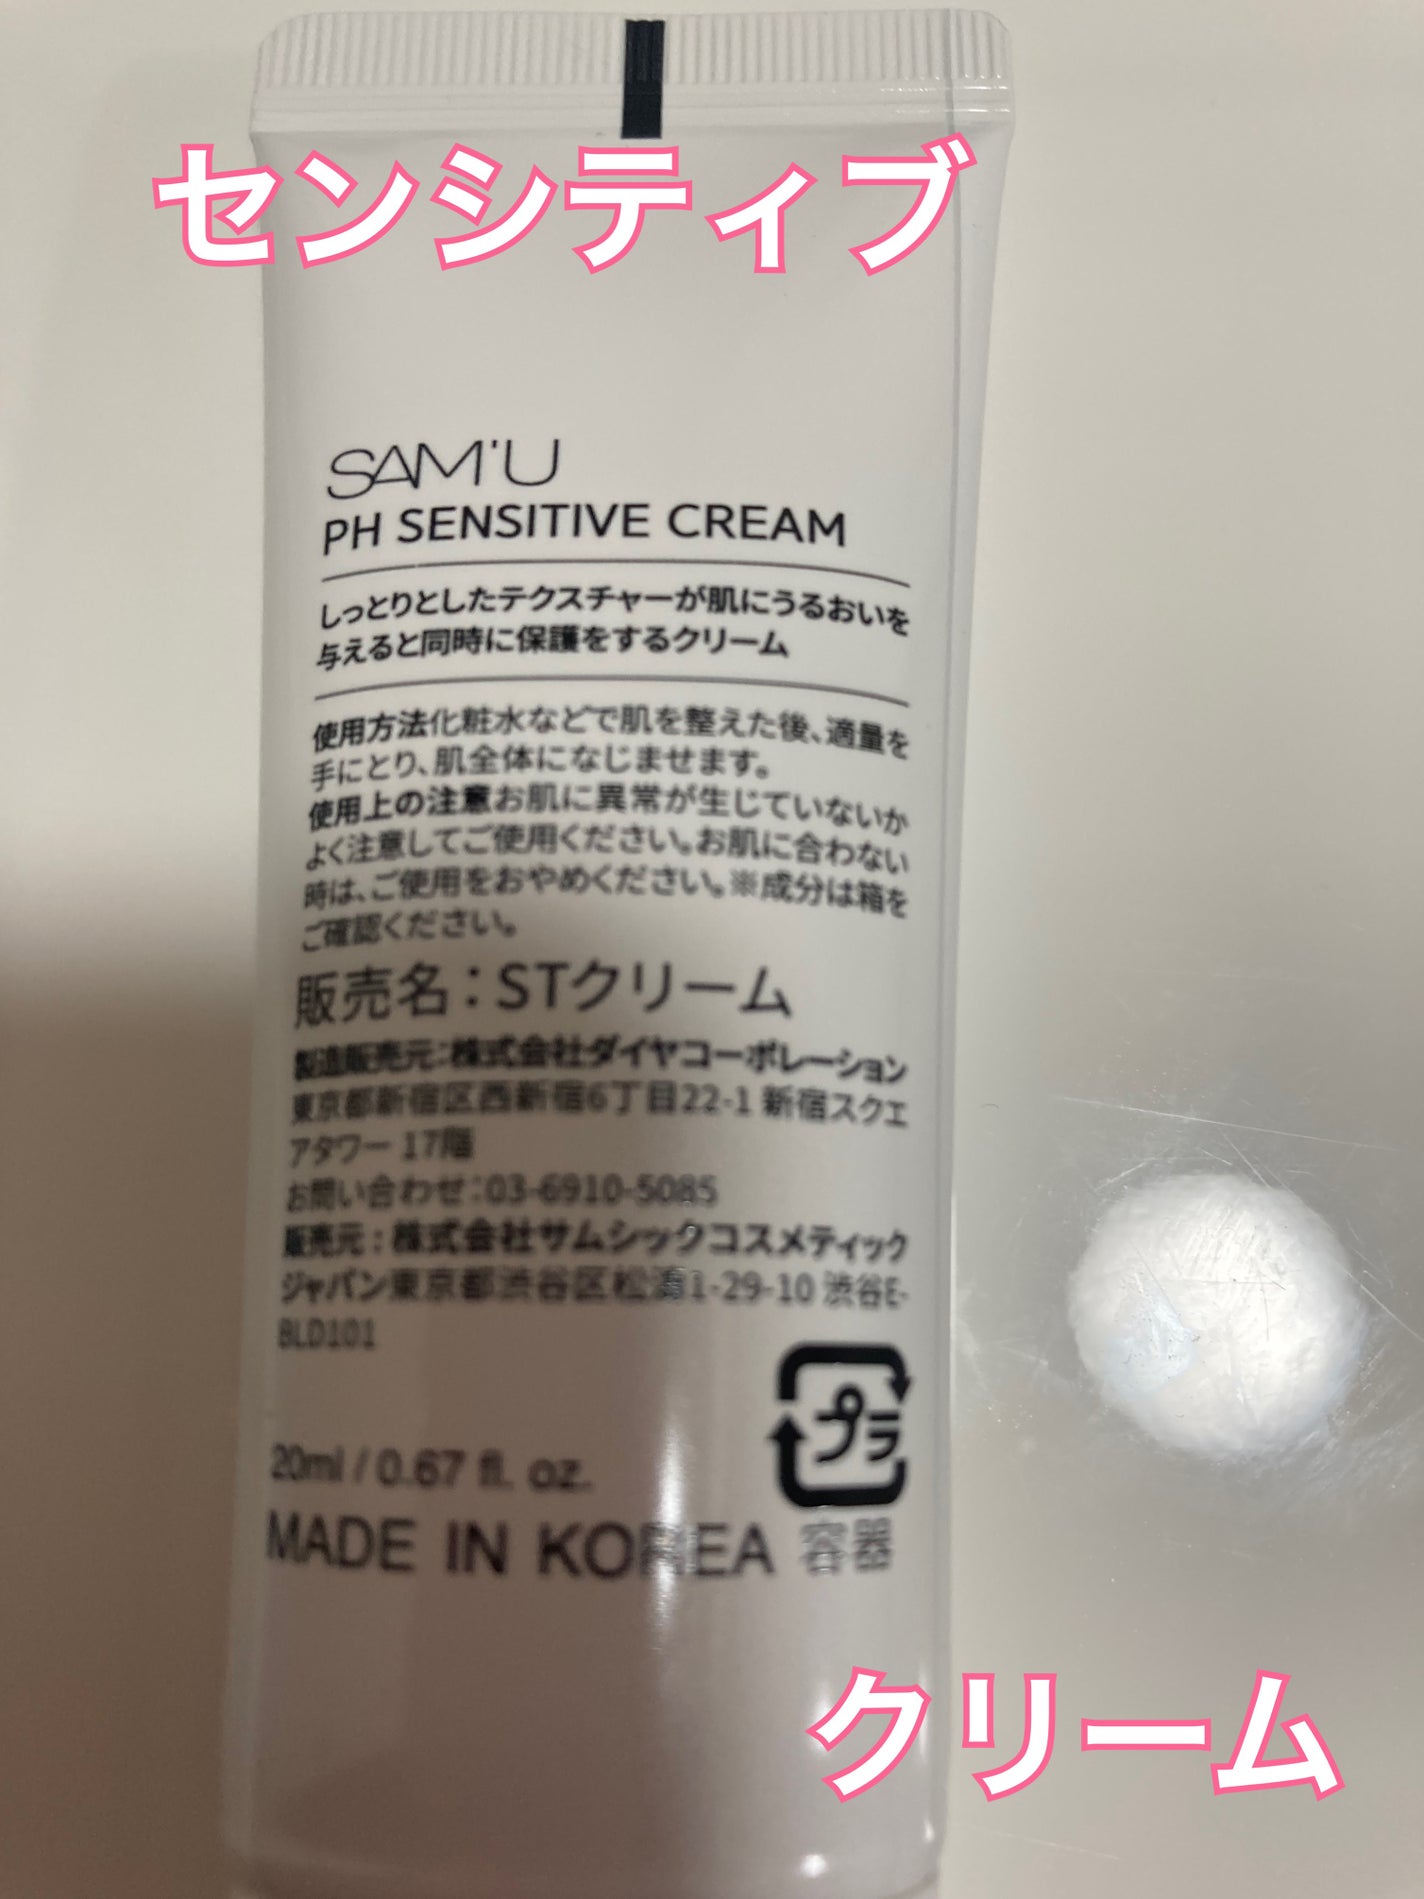 センシティブ
SAM'U
PH SENSITIVE CREAM
しっとりとしたテクスチャーが肌にうるおいを
与えると同時に保護をするクリーム
使用方法化粧水などで肌を整えた後、適量を
手にとり、肌全体になじませます。
使用上の注意お肌に異常が生じていないか
よく注意してご使用ください。お肌に合わない
時は、ご使用をおやめください。※成分は箱を
ご確認ください。
販売名：STクリーム
製造販売元：株式会社ダイヤコーポレーション
東京都新宿区西新宿6丁目22-1 新宿スクエ
アタワー 17階
お問い合わせ：03-6910-5085
販売元：株式会社サムシックコスメティック
ジャパン東京都渋谷区松濤1-29-10 渋谷E-
BLD101
プラ
20ml / 0.67 fl. oz.
MADE IN KOREA 容器
クリーム